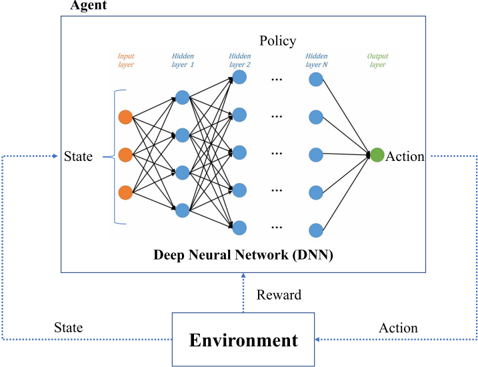 Agent
Policy
Input layer
Hidden layer 1
Hidden layer 2
Hidden layer N
Output layer
...
...
...
...
...
State
Action
Deep Neural Network (DNN)
Reward
State
Environment
Action